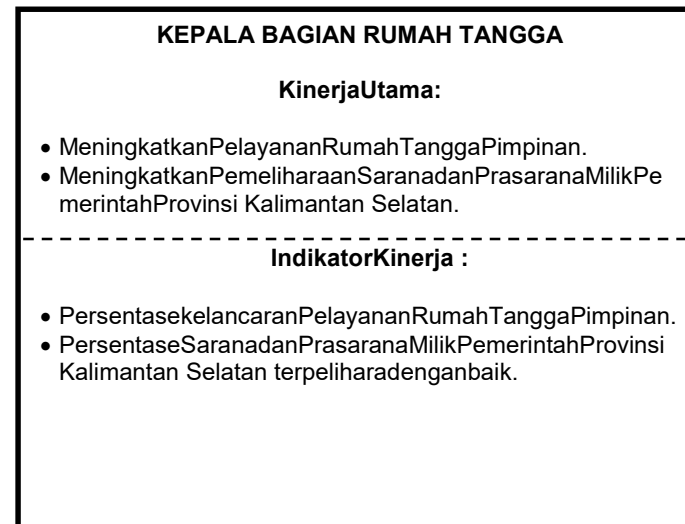 KEPALA BAGIAN RUMAH TANGGA
KinerjaUtama:
• MeningkatkanPelayananRumahTanggaPimpinan.
• MeningkatkanPemeliharaanSaranadanPrasaranaMilikPe
merintahProvinsi Kalimantan Selatan.
IndikatorKinerja :
• PersentasekelancaranPelayananRumahTanggaPimpinan.
• PersentaseSaranadanPrasaranaMilikPemerintahProvinsi
Kalimantan Selatan terpeliharadenganbaik.